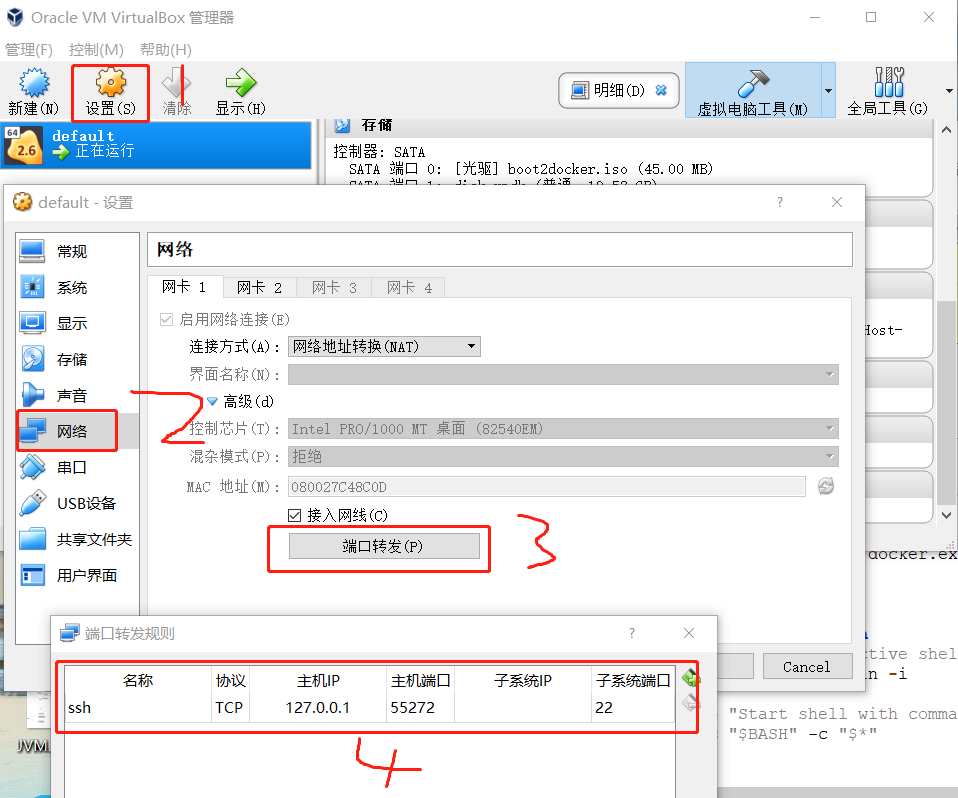 Oracle VM VirtualBox 管理器
管理(F) 控制(M) 帮助(H)
新建(N) 设置(S) 清除 显示(H) 明细(D) 虚拟电脑工具(M) 全局工具(G)
64
2.6
default
正在运行
存储
控制器: SATA
SATA 端口 0: [光驱] boot2docker.iso (45.00 MB)
default - 设置
?
常规
系统
显示
存储
声音
网络
串口
USB设备
共享文件夹
用户界面
网络
网卡 1 网卡 2 网卡 3 网卡 4
启用网络连接(E)
连接方式(A): 网络地址转换(NAT)
界面名称(N):
高级(d)
控制芯片(T): Intel PRO/1000 MT 桌面 (82540EM)
混杂模式(P): 拒绝
MAC 地址(M): 080027C48C0D
接入网线(C)
端口转发(P)
2
3
Host-
docker.ex
Cancel
ctive shel
n -i
"Start shell with comma
"$BASH" -c "$*"
JVM
端口转发规则
?
名称 协议 主机IP 主机端口 子系统IP 子系统端口
ssh TCP 127.0.0.1 55272 22
4